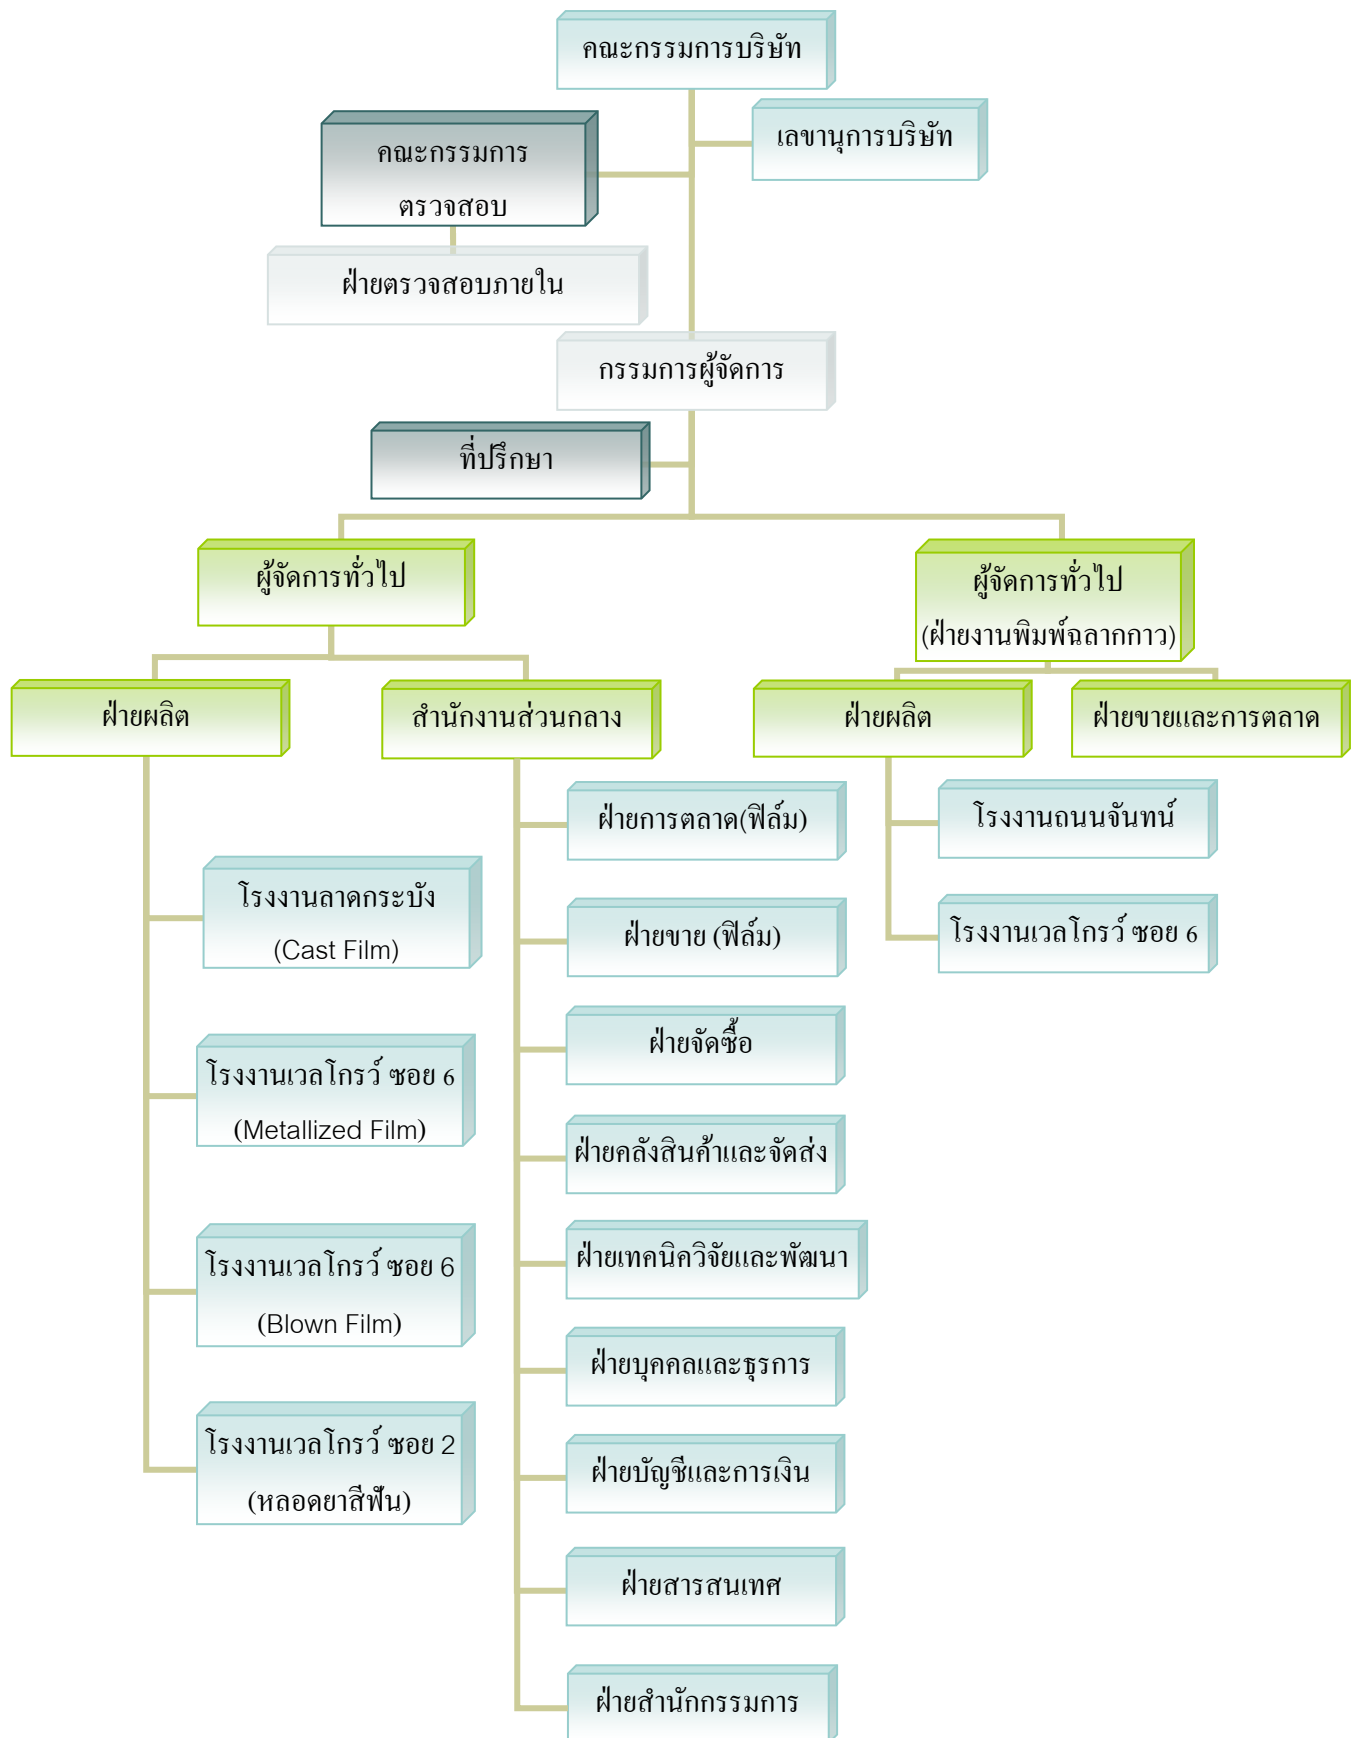 คณะกรรมการบริษัท
เลขานุการบริษัท
คณะกรรมการ
ตรวจสอบ
ฝ่ายตรวจสอบภายใน
กรรมการผู้จัดการ
ที่ปรึกษา
ผู้จัดการทั่วไป
ผู้จัดการทั่วไป
(ฝ่ายงานพิมพ์ฉลากกาว)
ฝ่ายผลิต
สำนักงานส่วนกลาง
ฝ่ายผลิต
ฝ่ายขายและการตลาด
โรงงานลาดกระบัง
(Cast Film)
โรงงานเวลโกรว์ ซอย 6
(Metallized Film)
โรงงานเวลโกรว์ ซอย 6
(Blown Film)
โรงงานเวลโกรว์ ซอย 2
(หลอดยาสีฟัน)
ฝ่ายการตลาด(ฟิล์ม)
ฝ่ายขาย (ฟิล์ม)
ฝ่ายจัดซื้อ
ฝ่ายคลังสินค้าและจัดส่ง
ฝ่ายเทคนิควิจัยและพัฒนา
ฝ่ายบุคคลและธุรการ
ฝ่ายบัญชีและการเงิน
ฝ่ายสารสนเทศ
ฝ่ายสำนักกรรมการ
โรงงานถนนจันทน์
โรงงานเวลโกรว์ ซอย 6